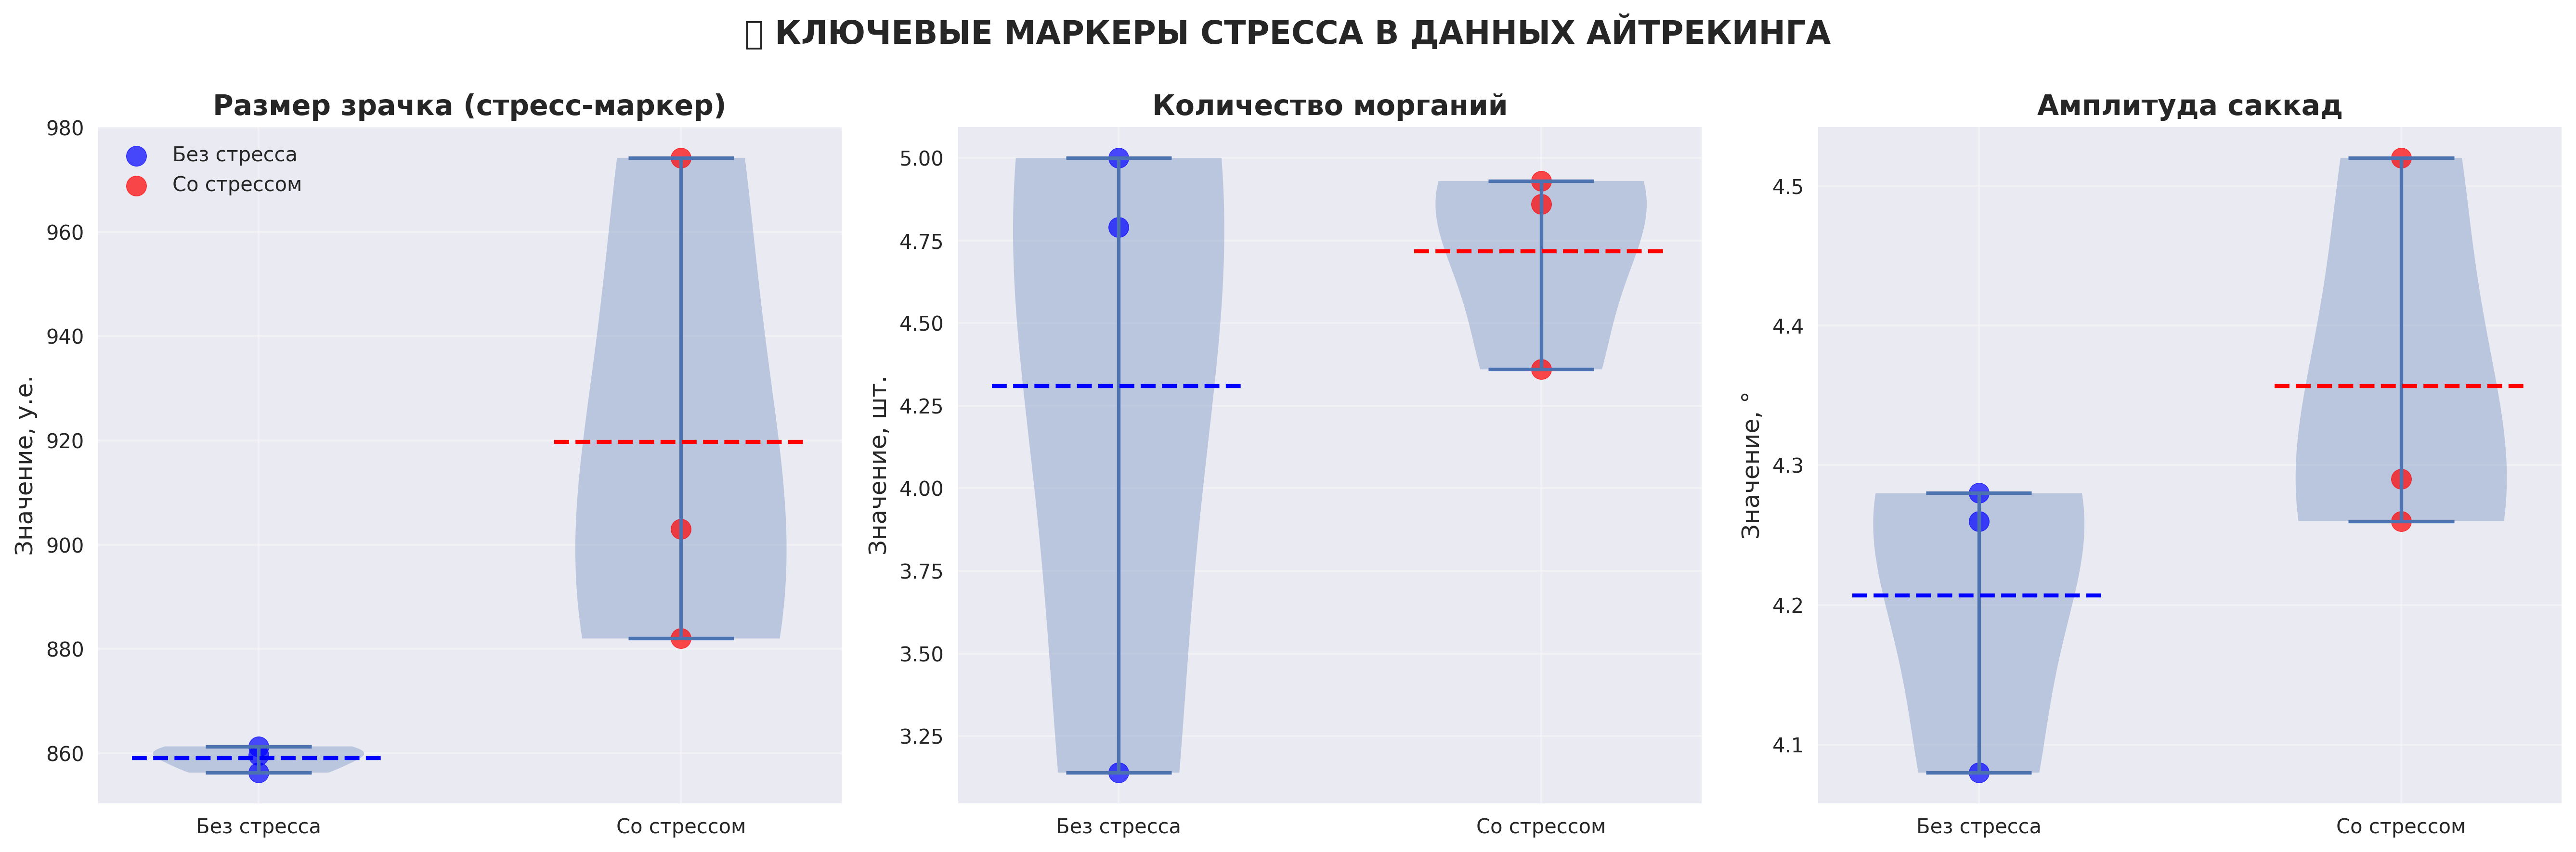 КЛЮЧЕВЫЕ МАРКЕРЫ СТРЕССА В ДАННЫХ АЙТРЕКИНГА
Размер зрачка (стресс-маркер)
Значение, у.е.
980
960
940
920
900
880
860
Без стресса
Со стрессом
Без стресса
Со стрессом
Количество морганий
Значение, шт.
5.00
4.75
4.50
4.25
4.00
3.75
3.50
3.25
Без стресса
Со стрессом
Амплитуда саккад
Значение, °
4.5
4.4
4.3
4.2
4.1
Без стресса
Со стрессом